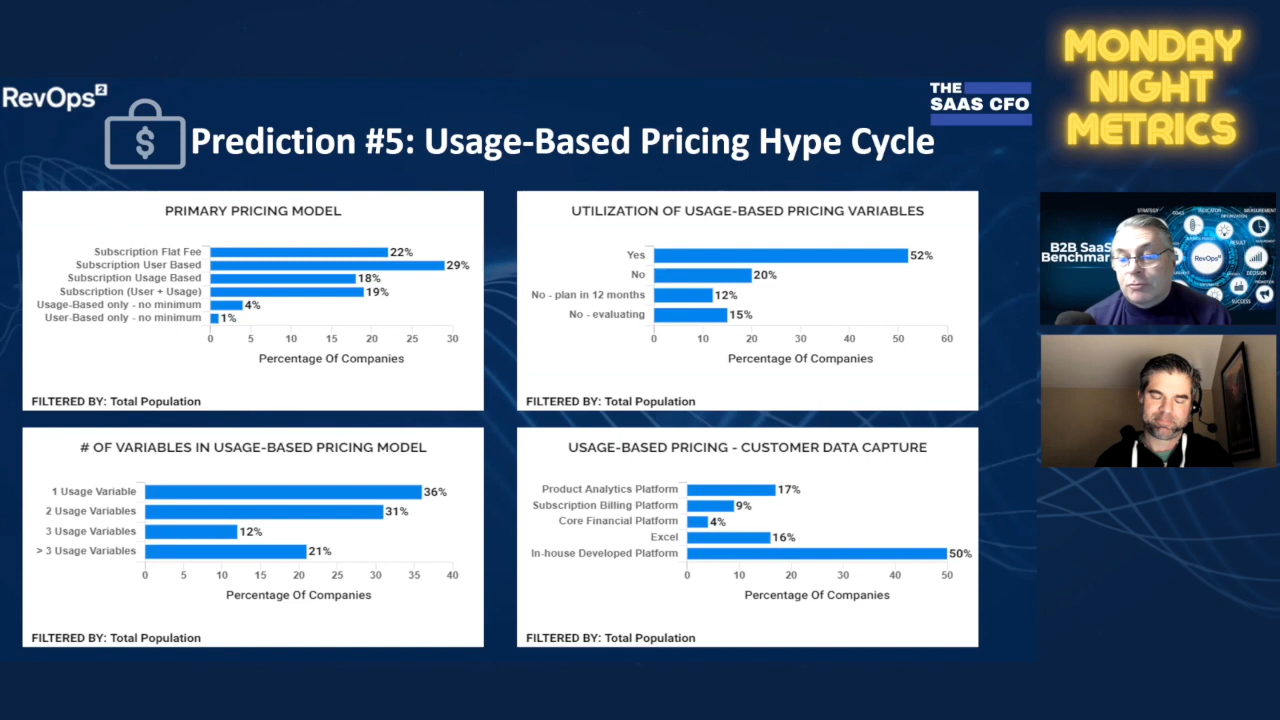 RevOps2
THE
SAAS CFO
$
Prediction #5: Usage-Based Pricing Hype Cycle
PRIMARY PRICING MODEL
Subscription Flat Fee 22%
Subscription User Based 29%
Subscription Usage Based 18%
Subscription (User + Usage) 19%
Usage-Based only - no minimum 4%
User-Based only - no minimum 1%
0 5 10 15 20 25 30
Percentage Of Companies
FILTERED BY: Total Population
UTILIZATION OF USAGE-BASED PRICING VARIABLES
Yes 52%
No 20%
No - plan in 12 months 12%
No - evaluating 15%
0 10 20 30 40 50 60
Percentage Of Companies
FILTERED BY: Total Population
# OF VARIABLES IN USAGE-BASED PRICING MODEL
1 Usage Variable 36%
2 Usage Variables 31%
3 Usage Variables 12%
> 3 Usage Variables 21%
0 5 10 15 20 25 30 35 40
Percentage Of Companies
FILTERED BY: Total Population
USAGE-BASED PRICING - CUSTOMER DATA CAPTURE
Product Analytics Platform 17%
Subscription Billing Platform 9%
Core Financial Platform 4%
Excel 16%
In-house Developed Platform 50%
0 10 20 30 40 50
Percentage Of Companies
FILTERED BY: Total Population
MONDAY
NIGHT
METRICS
STRATEGY
INDICATOR
MEASUREMENT
B2B SaaS
Benchmar
RevOps2
RESULT
DECISION
SUCCESS